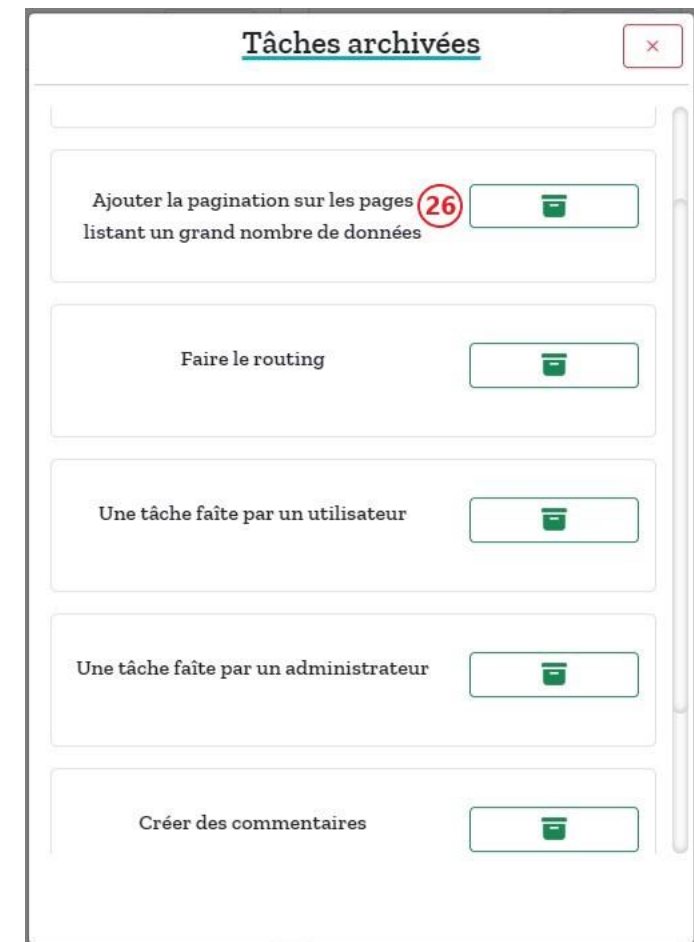 Tâches archivées
×
Ajouter la pagination sur les pages
26
listant un grand nombre de données
Faire le routing
Une tâche faîte par un utilisateur
Une tâche faîte par un administrateur
Créer des commentaires